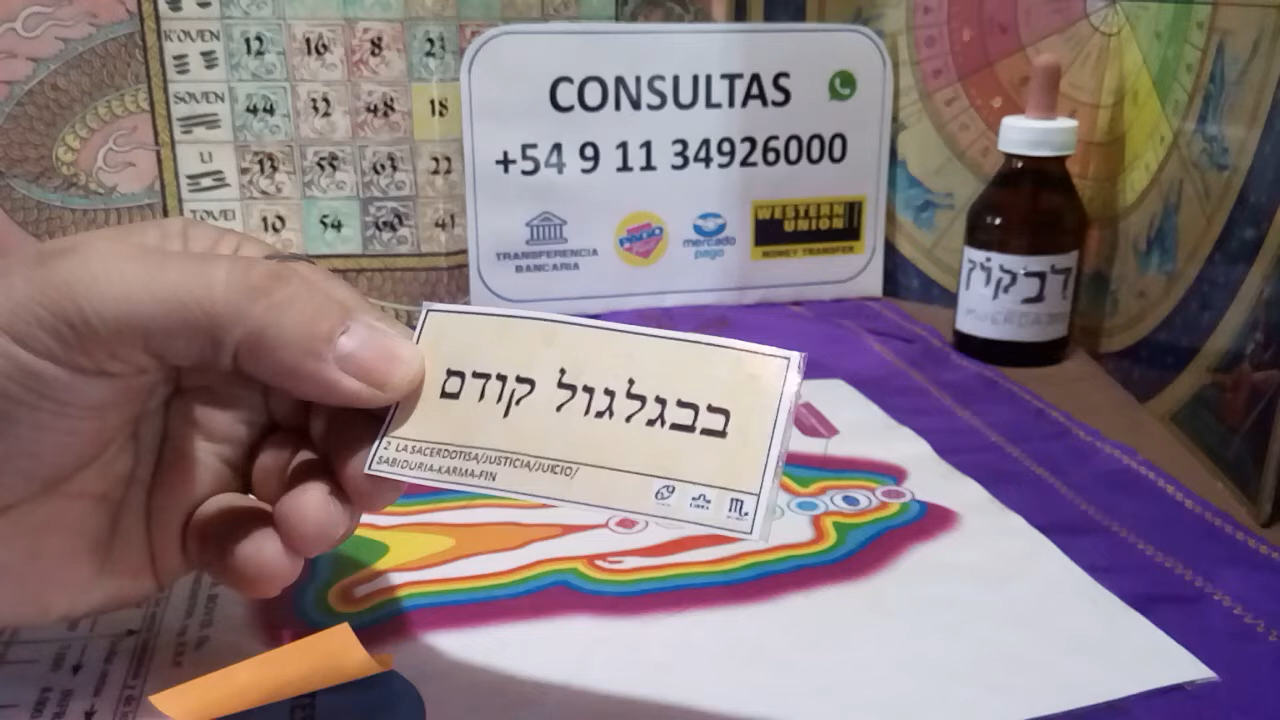 K'OVEN 12 16 8 23
SOVEN 44 32 48 18
LI 13 55 63 22
TOVEI 10 54 60 41
CONSULTAS
+54 9 11 34926000
TRANSFERENCIA
BANCARIA
PAGO
mercado
pago
WESTERN
UNION
MONEY TRANSFER
דבקון
בבגלגול קודם
2 LA SACERDOTISA/JUSTICIA/JUICIO/
SABIDURIA-KARMA-FIN
LIBRA